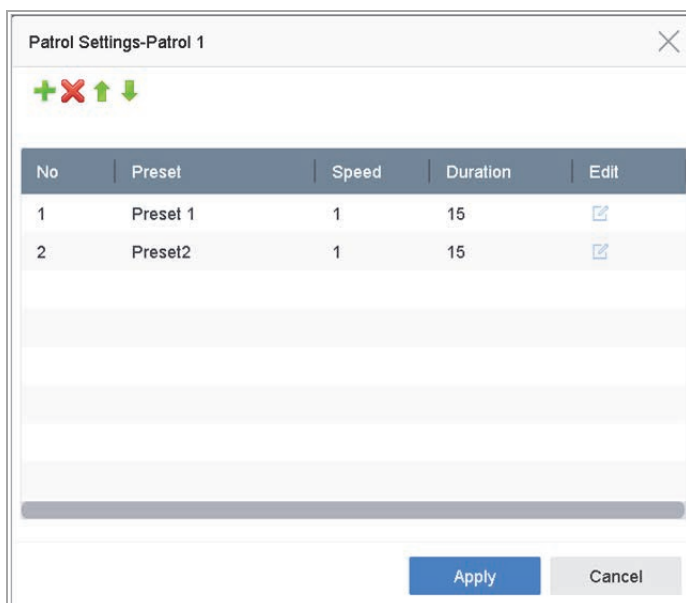 Patrol Settings-Patrol 1
No Preset Speed Duration Edit
1 Preset 1 1 15
2 Preset2 1 15
Apply Cancel